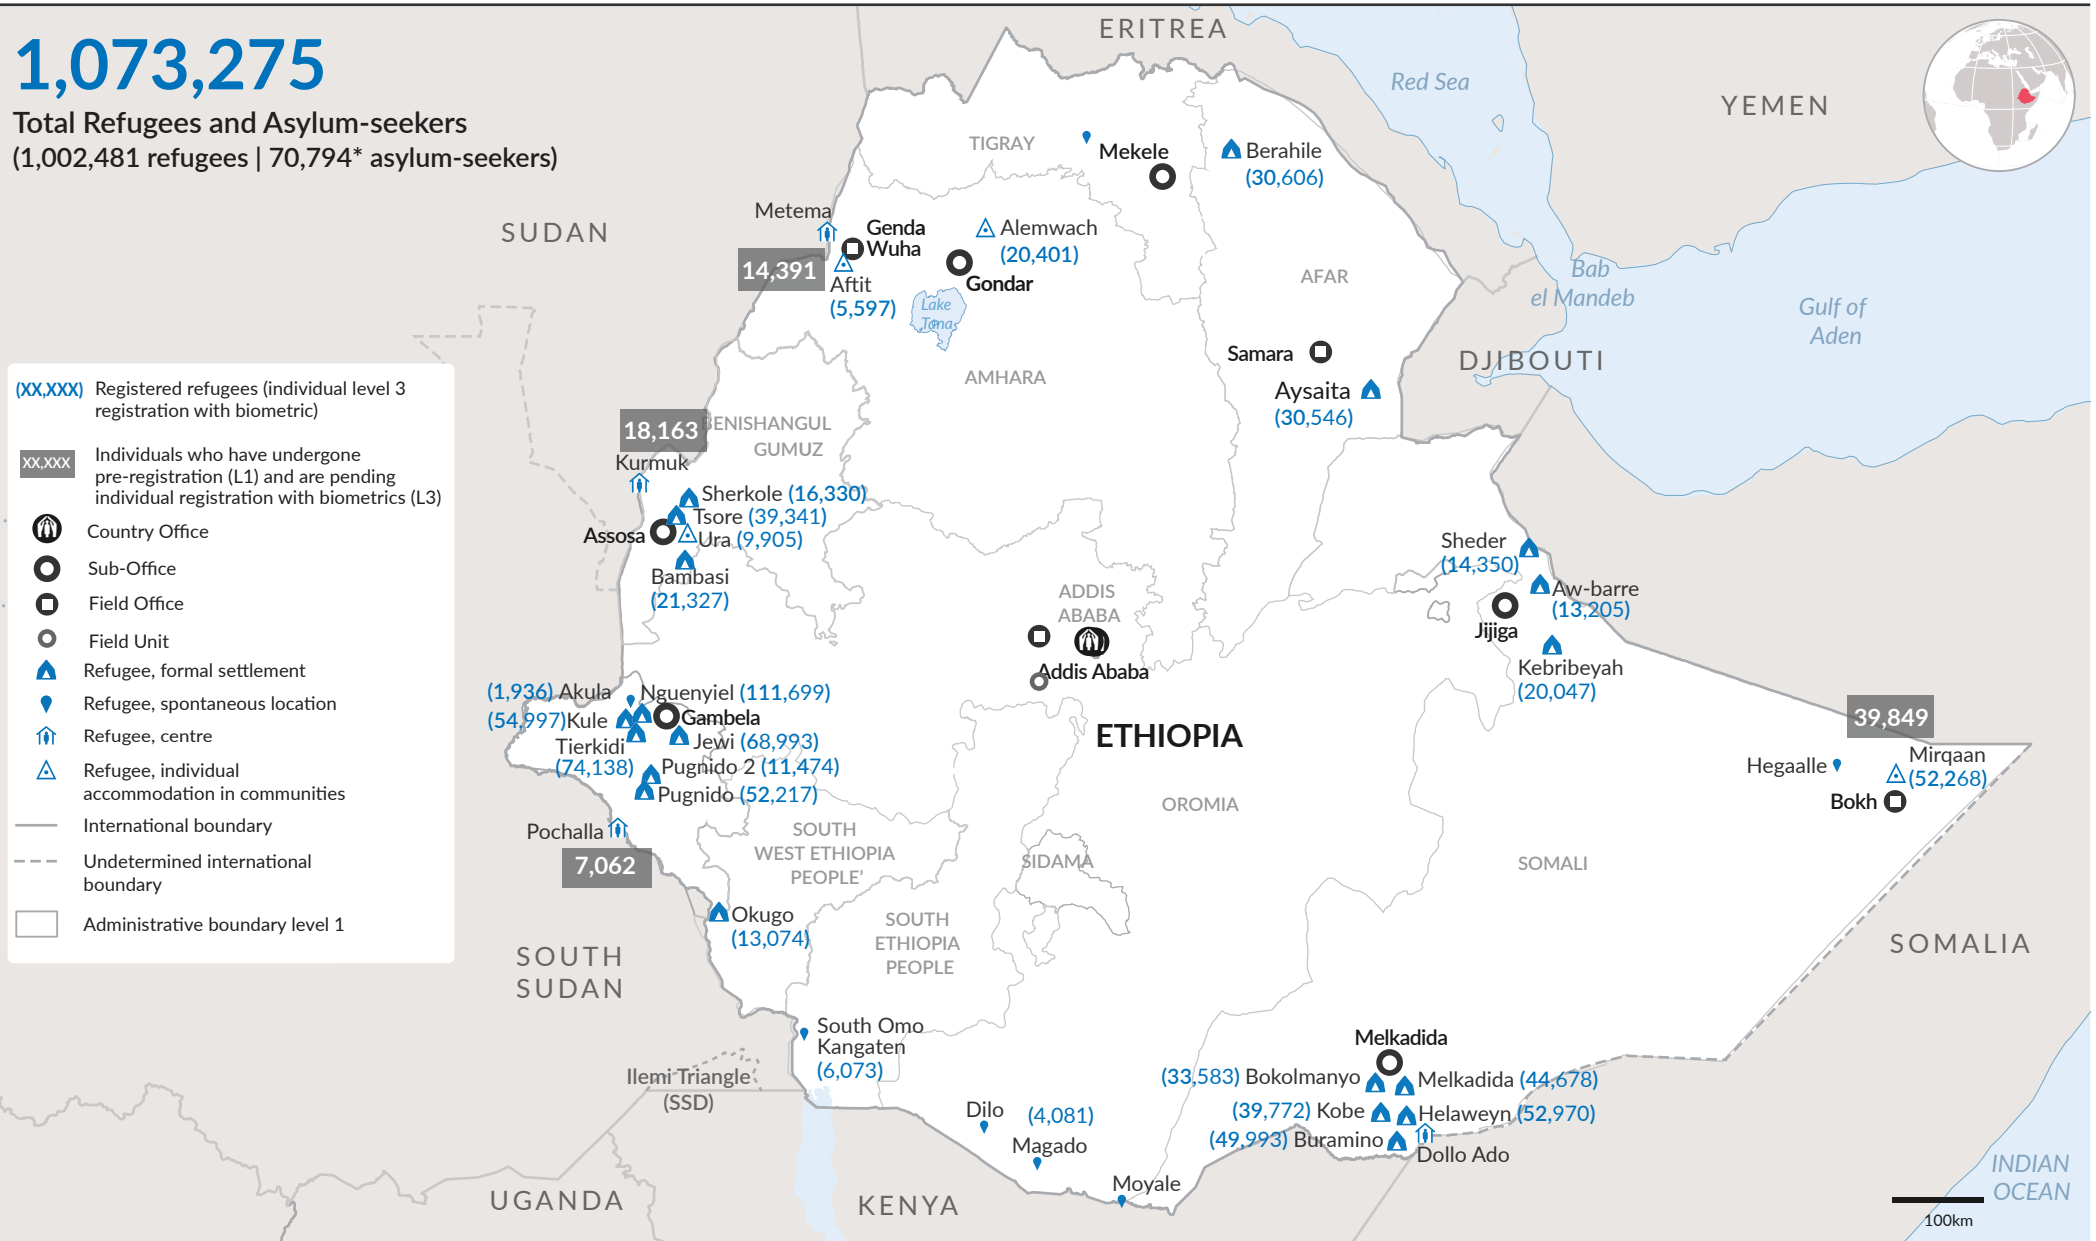 1,073,275
Total Refugees and Asylum-seekers
(1,002,481 refugees | 70,794* asylum-seekers)
ERITREA
Red Sea
YEMEN
TIGRAY
Mekele
Berahile
(30,606)
SUDAN
Metema
Genda
Wuha
14,391
Aftit
(5,597)
Alemwach
(20,401)
Gondar
Lake
Tana
AFAR
Bab
el Mandeb
Gulf of
Aden
Samara
DJIBOUTI
AMHARA
Aysaita
(30,546)
(XX,XXX) Registered refugees (individual level 3
registration with biometric)
XX,XXX
Individuals who have undergone
pre-registration (L1) and are pending
individual registration with biometrics (L3)
Country Office
Sub-Office
Field Office
Field Unit
Refugee, formal settlement
Refugee, spontaneous location
Refugee, centre
Refugee, individual
accommodation in communities
International boundary
Undetermined international
boundary
Administrative boundary level 1
18,163
BENISHANGUL
GUMUZ
Kurmuk
Sherkole (16,330)
Tsore (39,341)
Assosa
Ura (9,905)
Bambasi
(21,327)
ADDIS
ABABA
Addis Ababa
Sheder
(14,350)
Aw-barre
(13,205)
Jijiga
Kebribeyah
(20,047)
(1,936) Akula
Nguenyiel (111,699)
(54,997) Kule
Gambela
Tierkidi
(74,138)
Jewi (68,993)
Pugnido 2 (11,474)
Pugnido (52,217)
ETHIOPIA
39,849
Hegaalle
Mirqaan
(52,268)
Bokh
OROMIA
Pochalla
7,062
SOUTH
WEST ETHIOPIA
PEOPLE'
SIDAMA
SOMALI
Okugo
(13,074)
SOUTH
ETHIOPIA
PEOPLE
SOUTH
SUDAN
SOMALIA
South Omo
Kangaten
(6,073)
Ilemi Triangle
(SSD)
Melkadida
(33,583) Bokolmanyo
Melkadida (44,678)
(39,772) Kobe
Helaweyn (52,970)
(49,993) Buramino
Dollo Ado
Dilo
(4,081)
Magado
Moyale
UGANDA
KENYA
INDIAN
OCEAN
100km